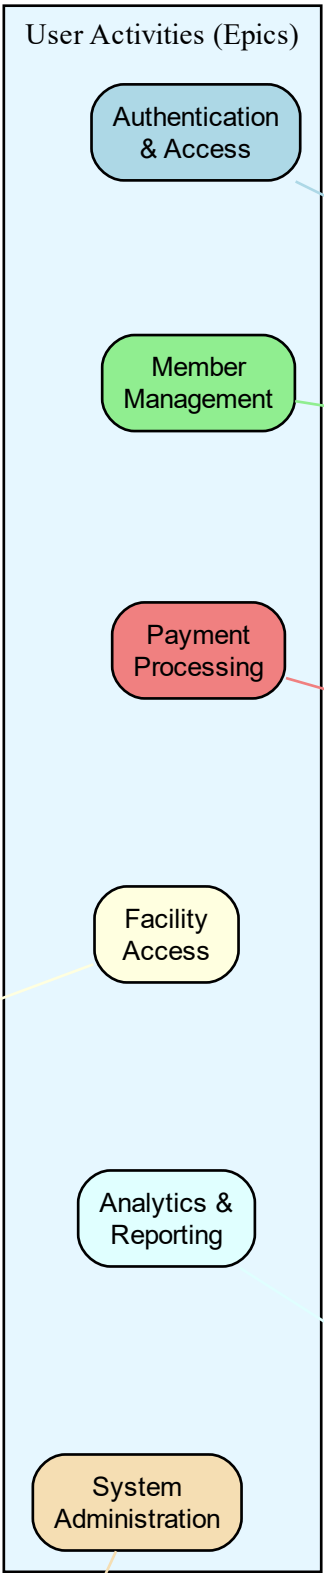 User Activities (Epics)
Authentication
& Access
Member
Management
Payment
Processing
Facility
Access
Analytics &
Reporting
System
Administration